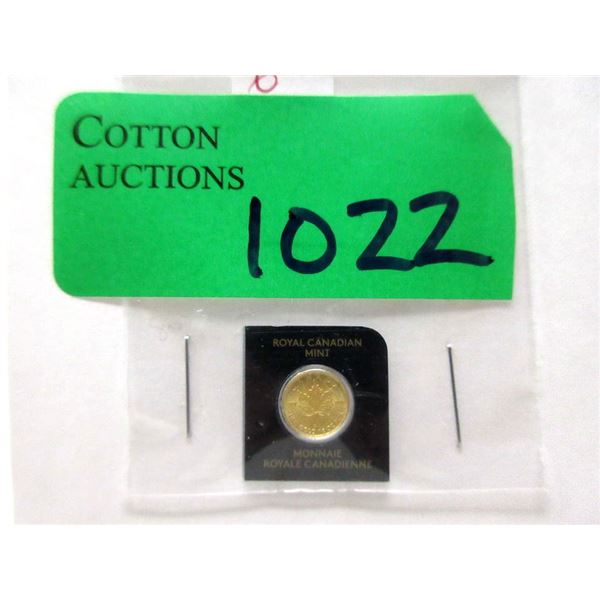 COTTON
AUCTIONS
1022
ROYAL CANADIAN
MINT
MONNAIE
ROYALE CANADIENNE